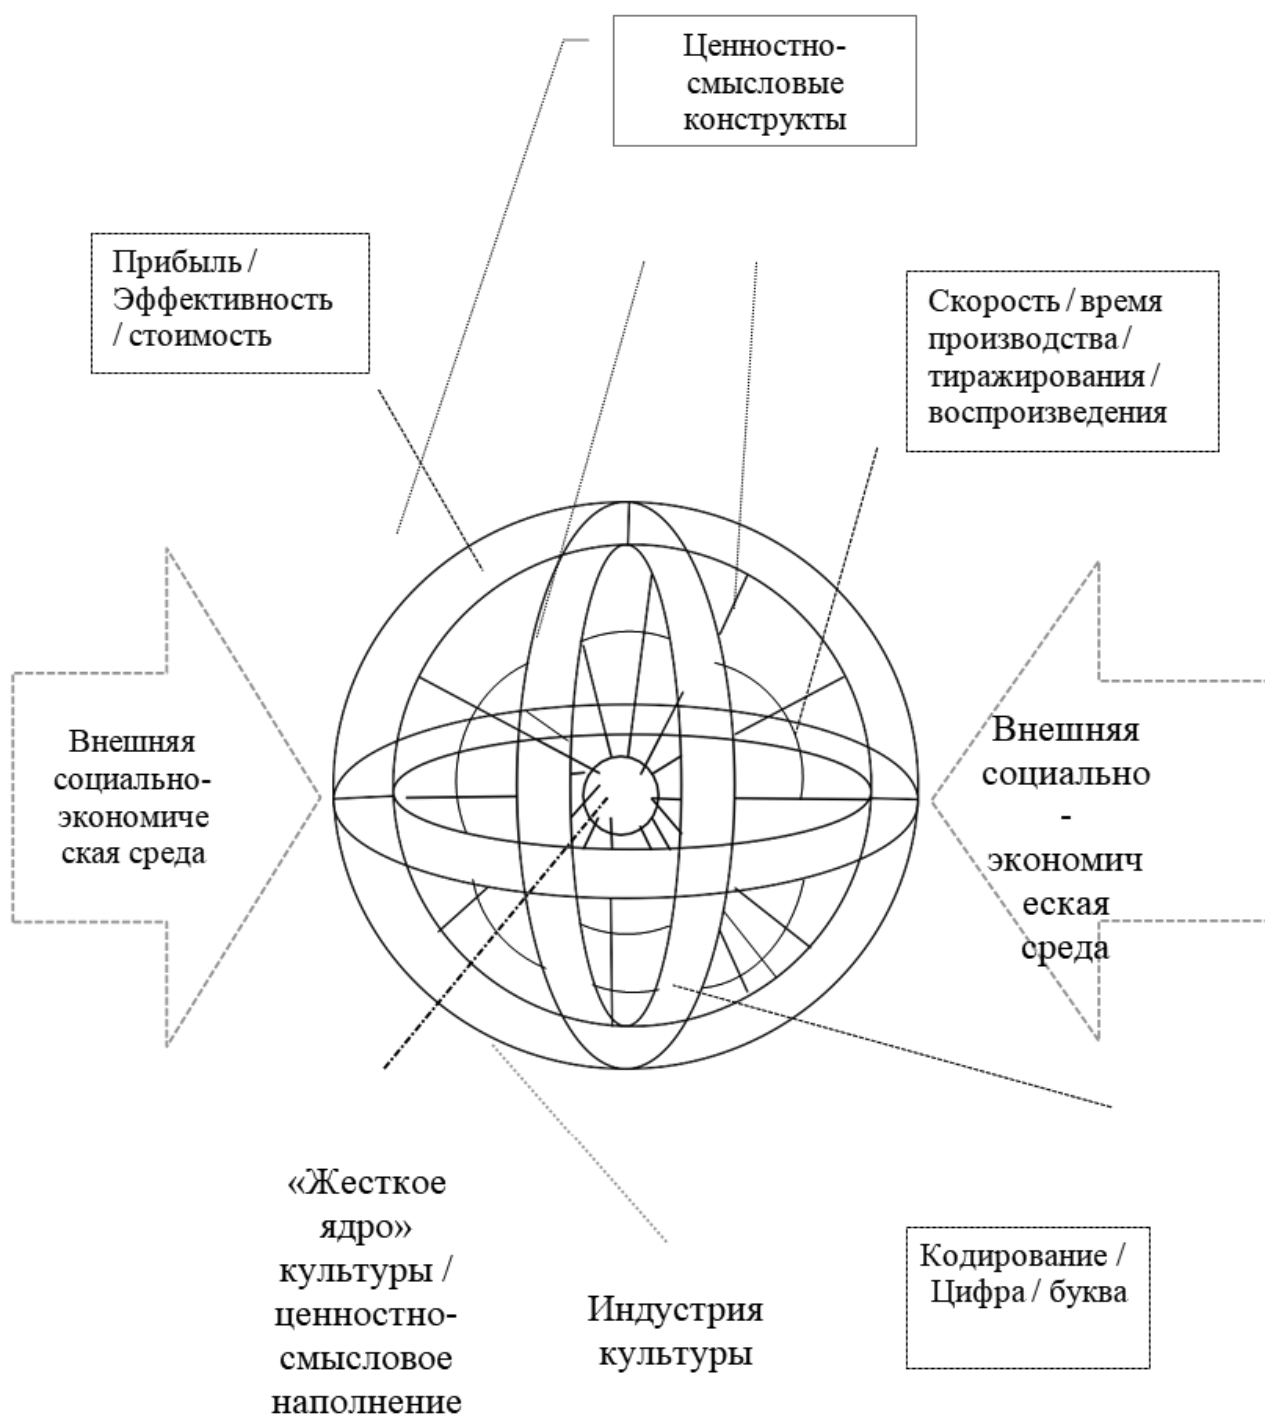 Ценностно-
смысловые
конструкты
Прибыль /
Эффективность
/ стоимость
Скорость / время
производства /
тиражирования /
воспроизведения
Внешняя
социально-
экономиче
ская среда
Внешняя
социально
-
экономич
еская
среда
«Жесткое
ядро»
культуры /
ценностно-
смысловое
наполнение
Индустрия
культуры
Кодирование /
Цифра / буква